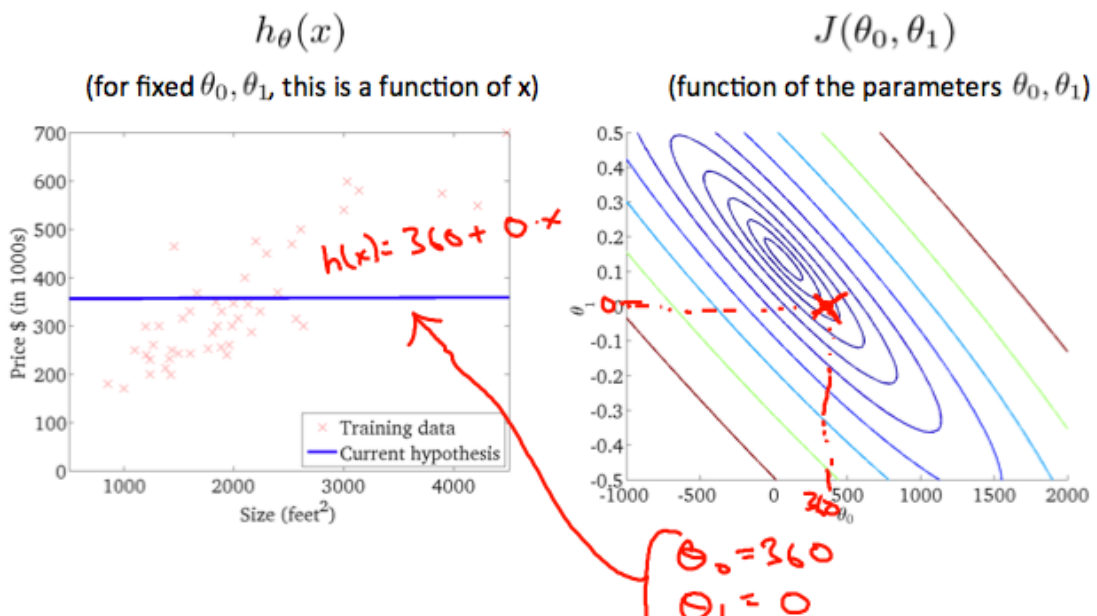 h_θ(x)
(for fixed θ₀, θ₁, this is a function of x)
700
600
500
400
300
200
100
0
Price $ (in 1000s)
h(x) = 360 + 0·x
× Training data
Current hypothesis
1000 2000 3000 4000
Size (feet²)
J(θ₀, θ₁)
(function of the parameters θ₀, θ₁)
0.5
0.4
0.3
0.2
0.1
0
-0.1
-0.2
-0.3
-0.4
-0.5
θ₁
0
-1000 -500 0 500 1000 1500 2000
360
θ₀
θ₀ = 360
θ₁ = 0